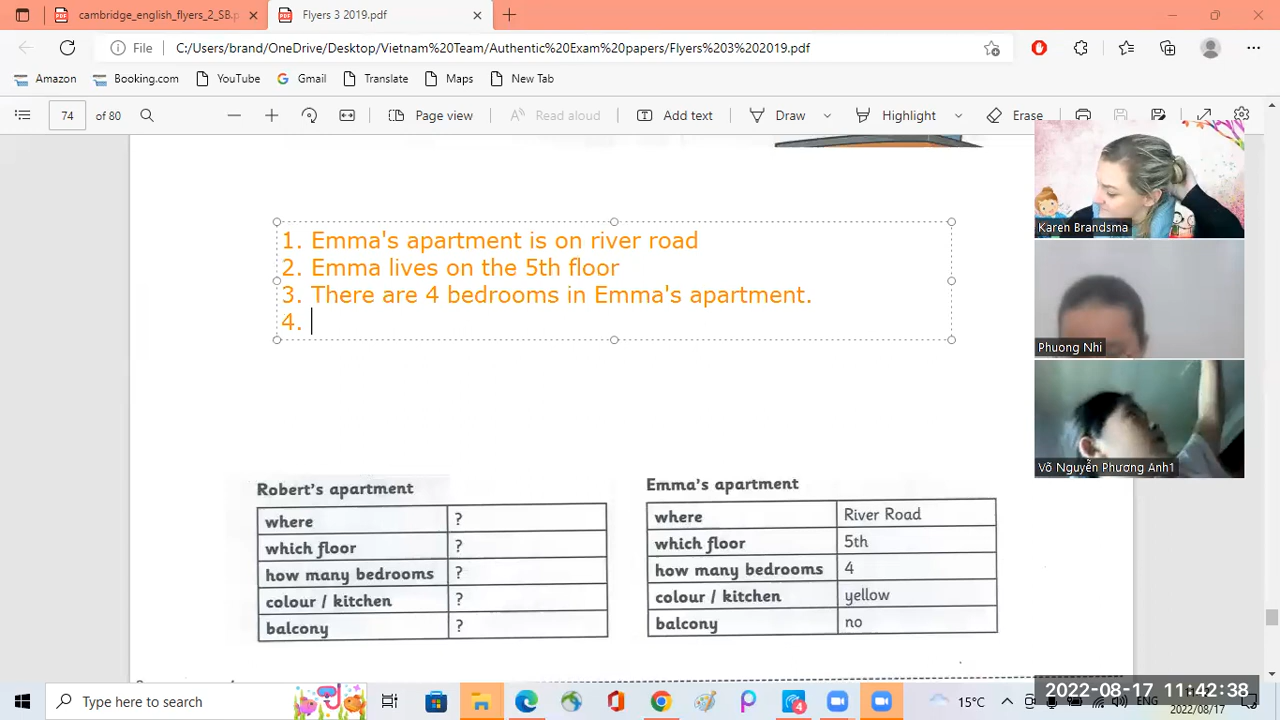 cambridge_english_flyers_2_SB.p
Flyers 3 2019.pdf
File
C:/Users/brand/OneDrive/Desktop/Vietnam%20Team/Authentic%20Exam%20papers/Flyers%203%202019.pdf
Amazon
Booking.com
YouTube
Gmail
Translate
Maps
New Tab
74 of 80
Page view
Read aloud
Add text
Draw
Highlight
Erase
Karen Brandsma
Phuong Nhi
Võ Nguyễn Phương Anh1
1. Emma's apartment is on river road
2. Emma lives on the 5th floor
3. There are 4 bedrooms in Emma's apartment.
4.
Robert's apartment
where ?
which floor ?
how many bedrooms ?
colour / kitchen ?
balcony ?
Emma's apartment
where River Road
which floor 5th
how many bedrooms 4
colour / kitchen yellow
balcony no
Type here to search
4
15°C
ENG
2022-08-17 11:42:38
2022/08/17